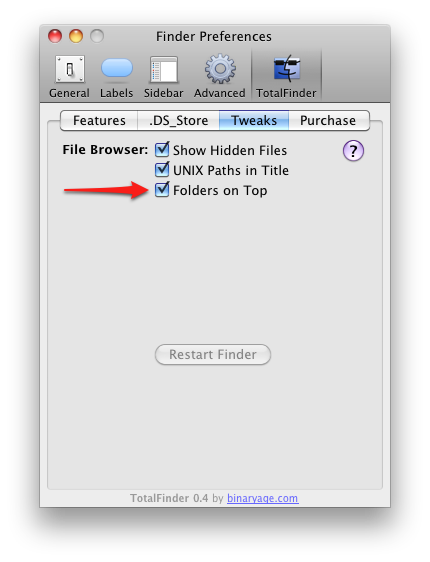 Finder Preferences
General Labels Sidebar Advanced TotalFinder
Features .DS_Store Tweaks Purchase
File Browser: Show Hidden Files ?
UNIX Paths in Title
Folders on Top
Restart Finder
TotalFinder 0.4 by binaryage.com